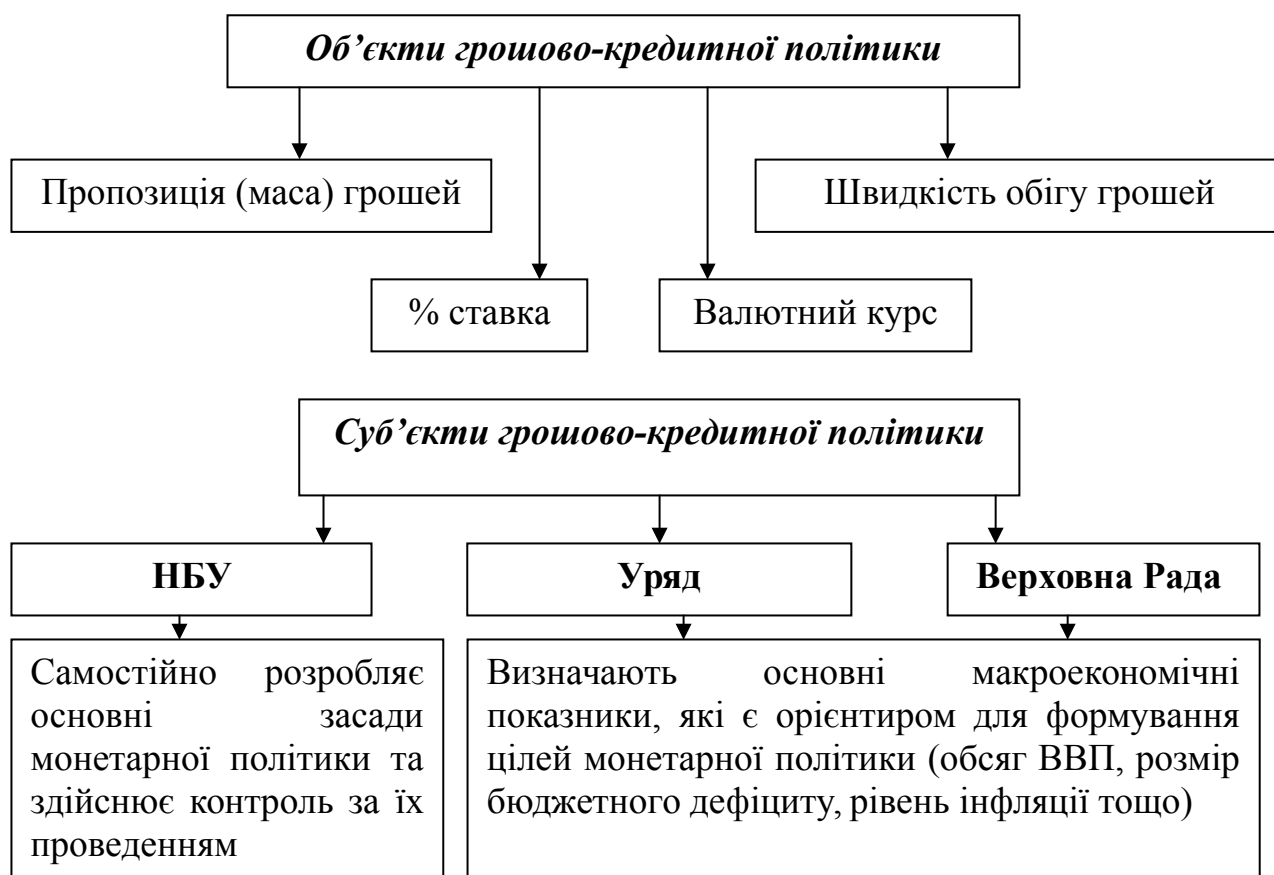 Об’єкти грошово-кредитної політики
Пропозиція (маса) грошей
Швидкість обігу грошей
% ставка
Валютний курс
Суб’єкти грошово-кредитної політики
НБУ
Уряд
Верховна Рада
Самостійно розробляє
основні засади
монетарної політики та
здійснює контроль за їх
проведенням
Визначають основні макроекономічні
показники, які є орієнтиром для формування
цілей монетарної політики (обсяг ВВП, розмір
бюджетного дефіциту, рівень інфляції тощо)